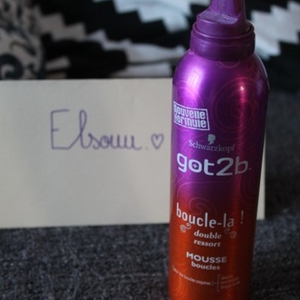 Elsouu ♡
nouvelle
formule
Schwarzkopf
got2b
boucle-la !
double
ressort
MOUSSE
boucles